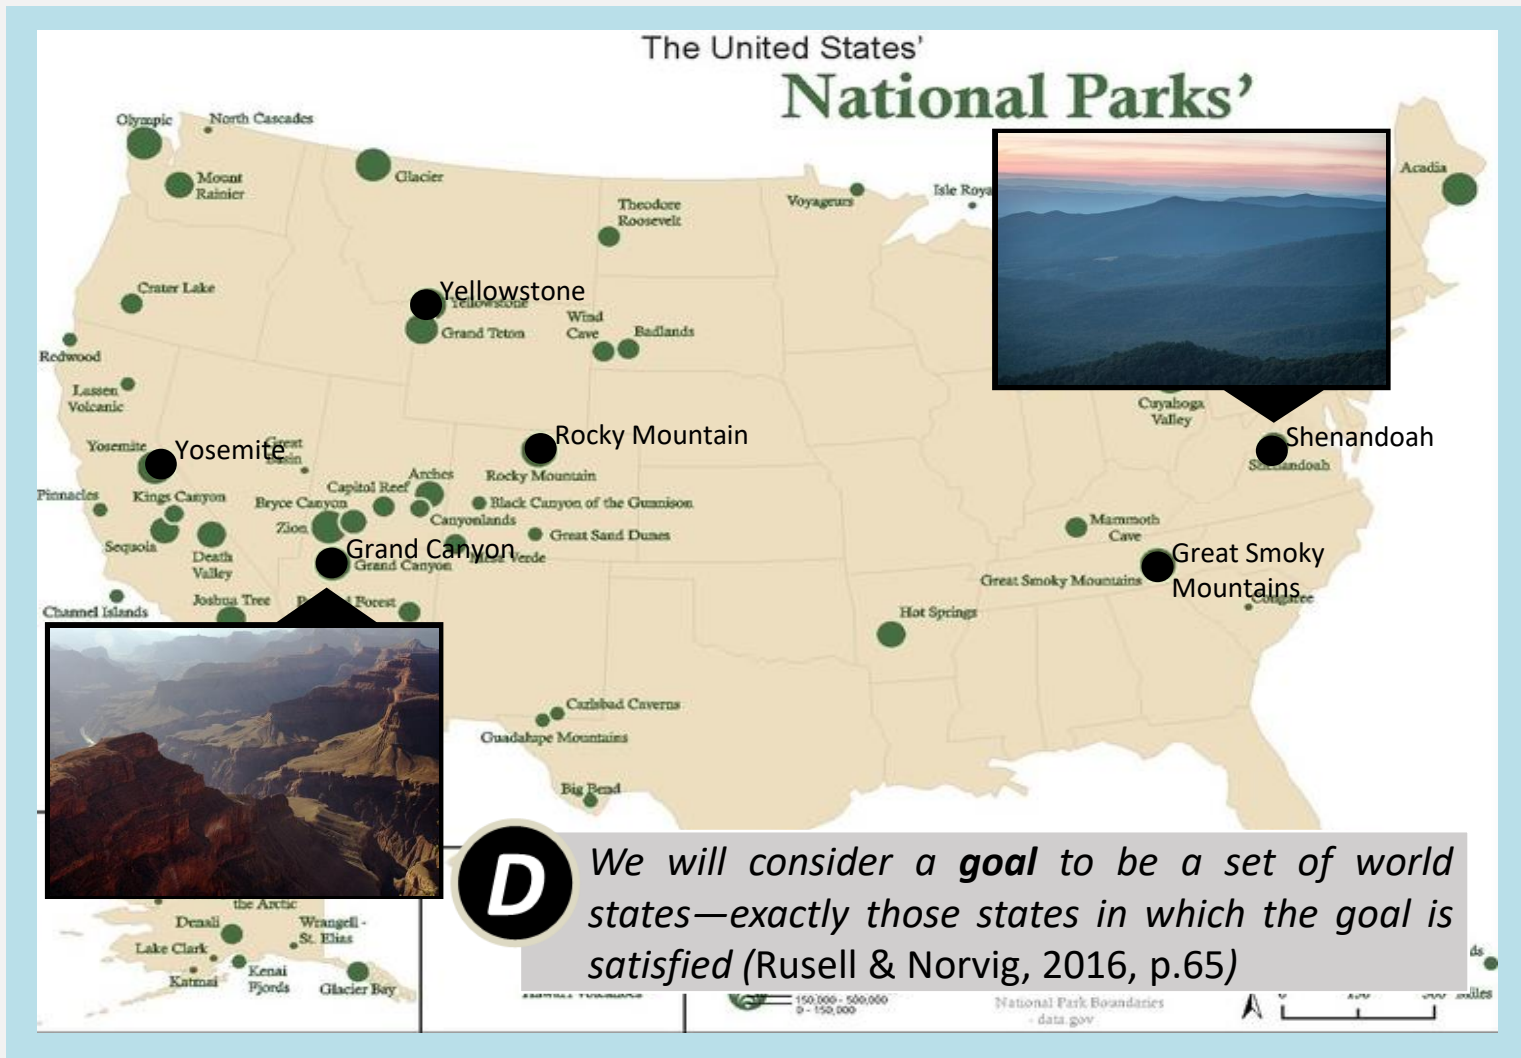 The United States’
National Parks’
Olympic
North Cascades
Mount
Rainier
Glacier
Theodore
Roosevelt
Voyageurs
Isle Roya
Acadia
Crater Lake
Yellowstone
Yellowstone
Grand Teton
Wind
Cave
Badlands
Redwood
Lassen
Volcanic
Cuyahoga
Valley
Yosemite
Yosemite
Great
Basin
Rocky Mountain
Rocky Mountain
Shenandoah
Shenandoah
Pinnacles
Kings Canyon
Bryce Canyon
Capitol Reef
Arches
Black Canyon of the Gunnison
Zion
Canyonlands
Great Sand Dunes
Sequoia
Death
Valley
Grand Canyon
Grand Canyon
Mesa Verde
Mammoth
Cave
Great Smoky
Mountains
Great Smoky Mountains
Congaree
Channel Islands
Joshua Tree
Forest
Hot Springs
Carlsbad Caverns
Guadalupe Mountains
Big Bend
D
We will consider a goal to be a set of world
states—exactly those states in which the goal is
satisfied (Rusell & Norvig, 2016, p.65)
the Arctic
Denali
Wrangell -
St. Elias
Lake Clark
Katmai
Kenai
Fjords
Glacier Bay
Hawaii Volcanoes
150,000 - 500,000
0 - 150,000
National Park Boundaries
- data.gov
ds
Miles